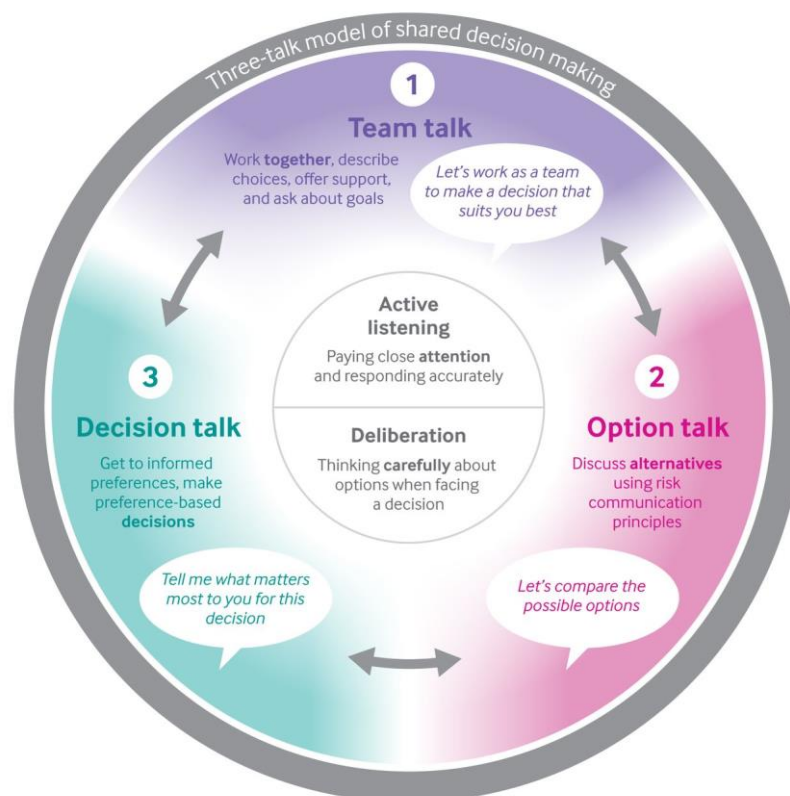 Three-talk model of shared decision making
1
Team talk
Work together, describe
choices, offer support,
and ask about goals
Let's work as a team
to make a decision that
suits you best
Active
listening
Paying close attention
and responding accurately
Deliberation
Thinking carefully about
options when facing
a decision
2
Option talk
Discuss alternatives
using risk
communication
principles
Let's compare the
possible options
3
Decision talk
Get to informed
preferences, make
preference-based
decisions
Tell me what matters
most to you for this
decision